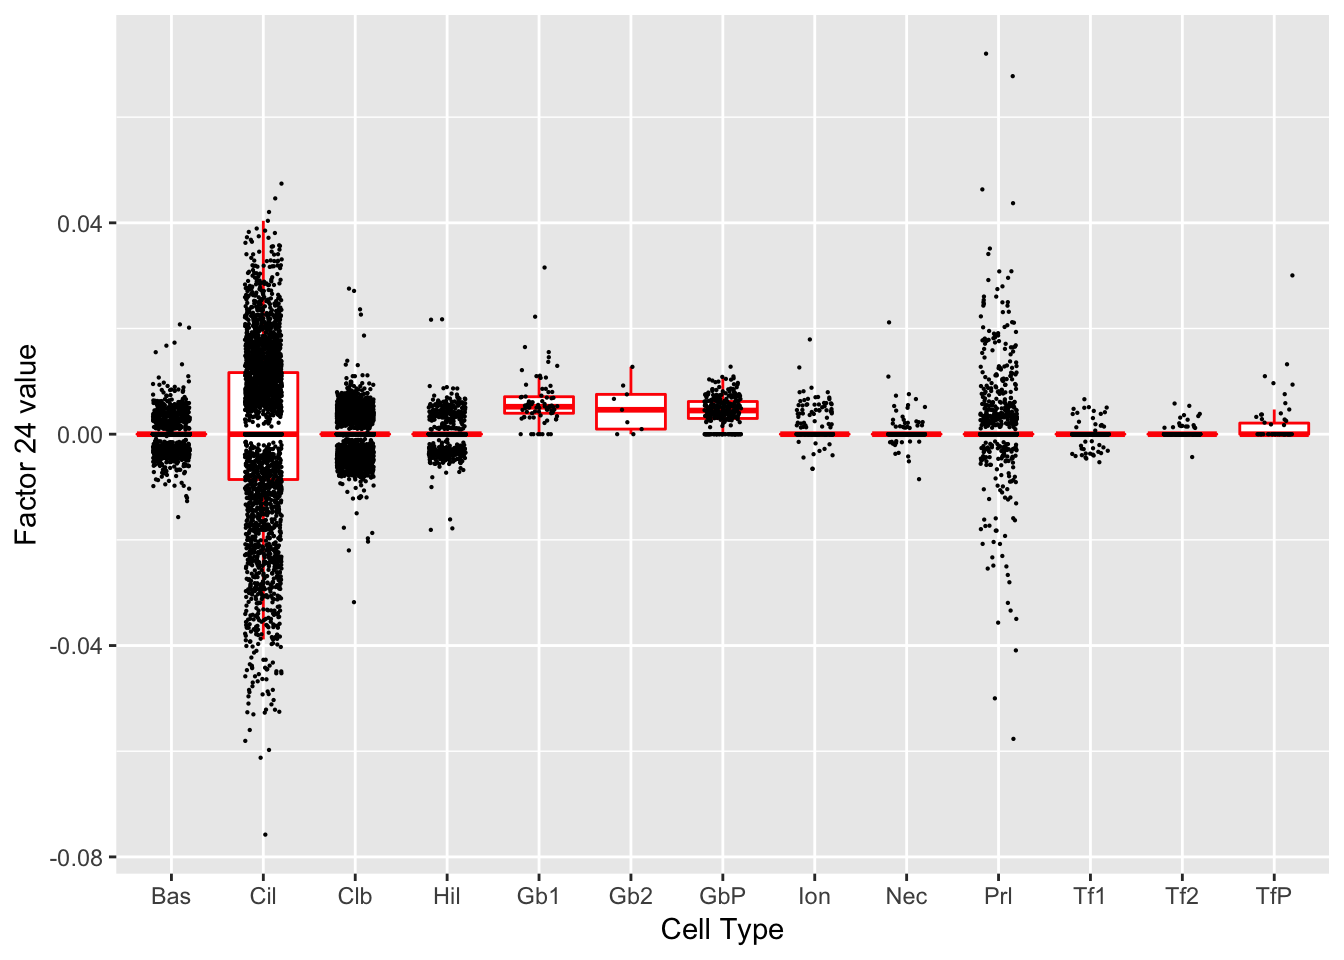 0.04
0.00
-0.04
-0.08
Factor 24 value
Bas Cil Clb Hil Gb1 Gb2 GbP Ion Nec Prl Tf1 Tf2 TfP
Cell Type